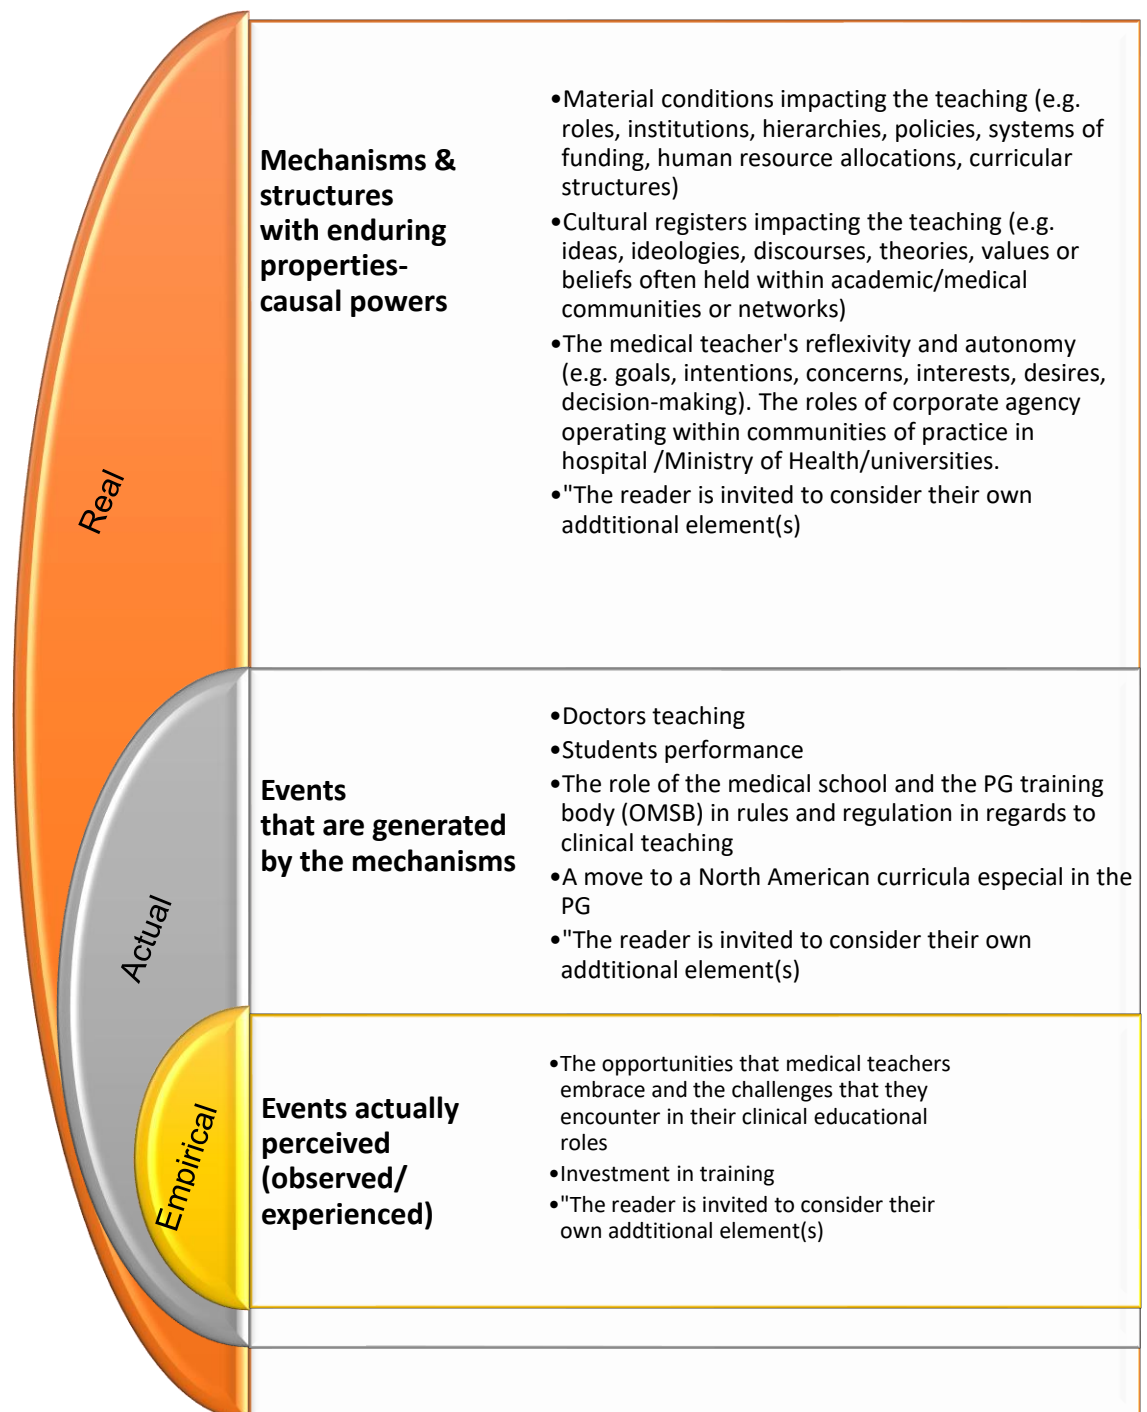 Real
Mechanisms &
structures
with enduring
properties-
causal powers
•Material conditions impacting the teaching (e.g.
roles, institutions, hierarchies, policies, systems of
funding, human resource allocations, curricular
structures)
•Cultural registers impacting the teaching (e.g.
ideas, ideologies, discourses, theories, values or
beliefs often held within academic/medical
communities or networks)
•The medical teacher's reflexivity and autonomy
(e.g. goals, intentions, concerns, interests, desires,
decision-making). The roles of corporate agency
operating within communities of practice in
hospital /Ministry of Health/universities.
•"The reader is invited to consider their own
addtitional element(s)
Actual
Events
that are generated
by the mechanisms
•Doctors teaching
•Students performance
•The role of the medical school and the PG training
body (OMSB) in rules and regulation in regards to
clinical teaching
•A move to a North American curricula especial in the
PG
•"The reader is invited to consider their own
addtitional element(s)
Empirical
Events actually
perceived
(observed/
experienced)
•The opportunities that medical teachers
embrace and the challenges that they
encounter in their clinical educational
roles
•Investment in training
•"The reader is invited to consider their
own addtitional element(s)